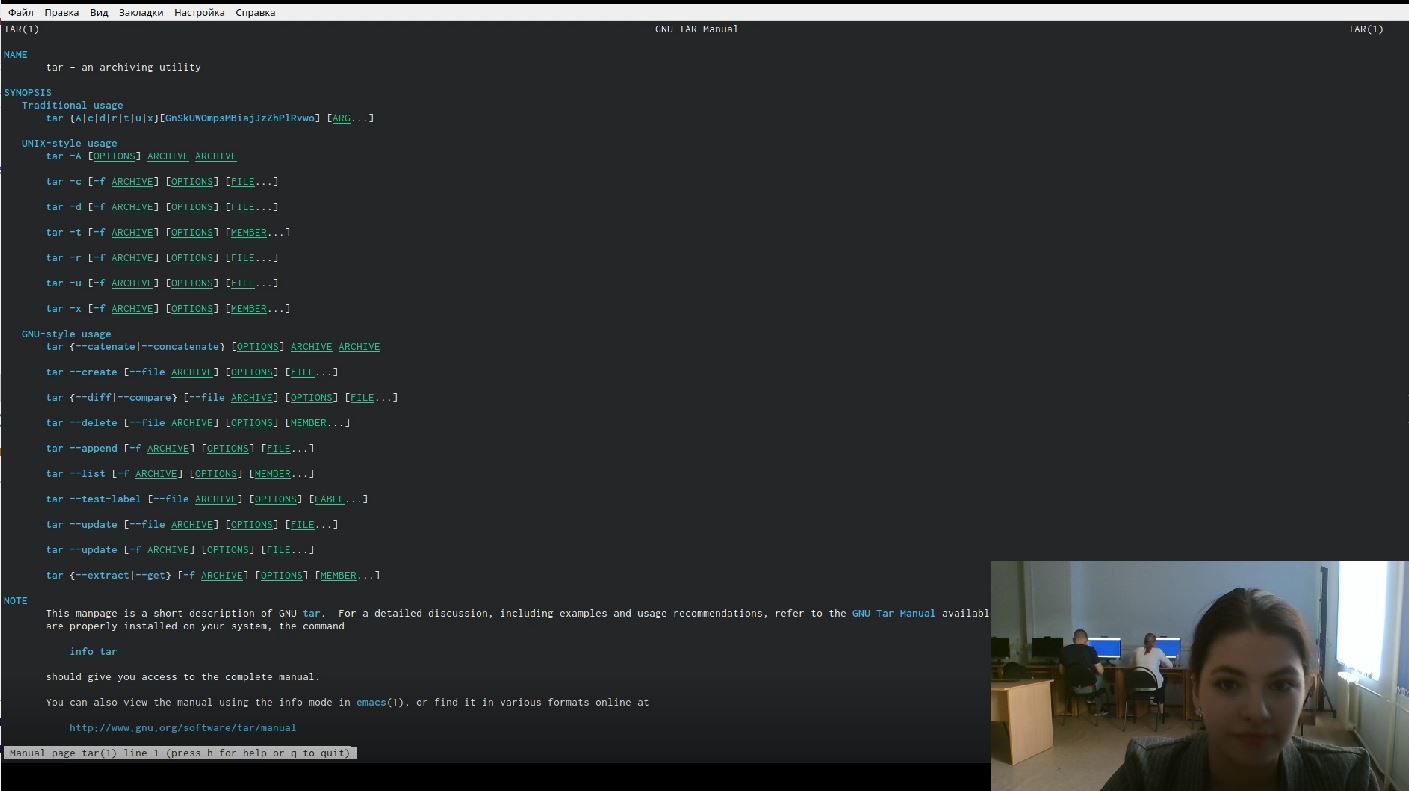 Файл Правка Вид Закладки Настройка Справка
TAR(1) GNU TAR Manual TAR(1)
NAME
tar - an archiving utility
SYNOPSIS
Traditional usage
tar {A|c|d|r|t|u|x}[GnSkUWOmpsMBiajJzZhPlRvwo] [ARG...]
UNIX-style usage
tar -A [OPTIONS] ARCHIVE ARCHIVE
tar -c [-f ARCHIVE] [OPTIONS] [FILE...]
tar -d [-f ARCHIVE] [OPTIONS] [FILE...]
tar -t [-f ARCHIVE] [OPTIONS] [MEMBER...]
tar -r [-f ARCHIVE] [OPTIONS] [FILE...]
tar -u [-f ARCHIVE] [OPTIONS] [FILE...]
tar -x [-f ARCHIVE] [OPTIONS] [MEMBER...]
GNU-style usage
tar {--catenate|--concatenate} [OPTIONS] ARCHIVE ARCHIVE
tar --create [--file ARCHIVE] [OPTIONS] [FILE...]
tar {--diff|--compare} [--file ARCHIVE] [OPTIONS] [FILE...]
tar --delete [--file ARCHIVE] [OPTIONS] [MEMBER...]
tar --append [-f ARCHIVE] [OPTIONS] [FILE...]
tar --list [-f ARCHIVE] [OPTIONS] [MEMBER...]
tar --test-label [--file ARCHIVE] [OPTIONS] [LABEL...]
tar --update [--file ARCHIVE] [OPTIONS] [FILE...]
tar --update [-f ARCHIVE] [OPTIONS] [FILE...]
tar {--extract|--get} [-f ARCHIVE] [OPTIONS] [MEMBER...]
NOTE
This manpage is a short description of GNU tar. For a detailed discussion, including examples and usage recommendations, refer to the GNU Tar Manual availabl
are properly installed on your system, the command
info tar
should give you access to the complete manual.
You can also view the manual using the info mode in emacs(1), or find it in various formats online at
http://www.gnu.org/software/tar/manual
Manual page tar(1) line 1 (press h for help or q to quit)